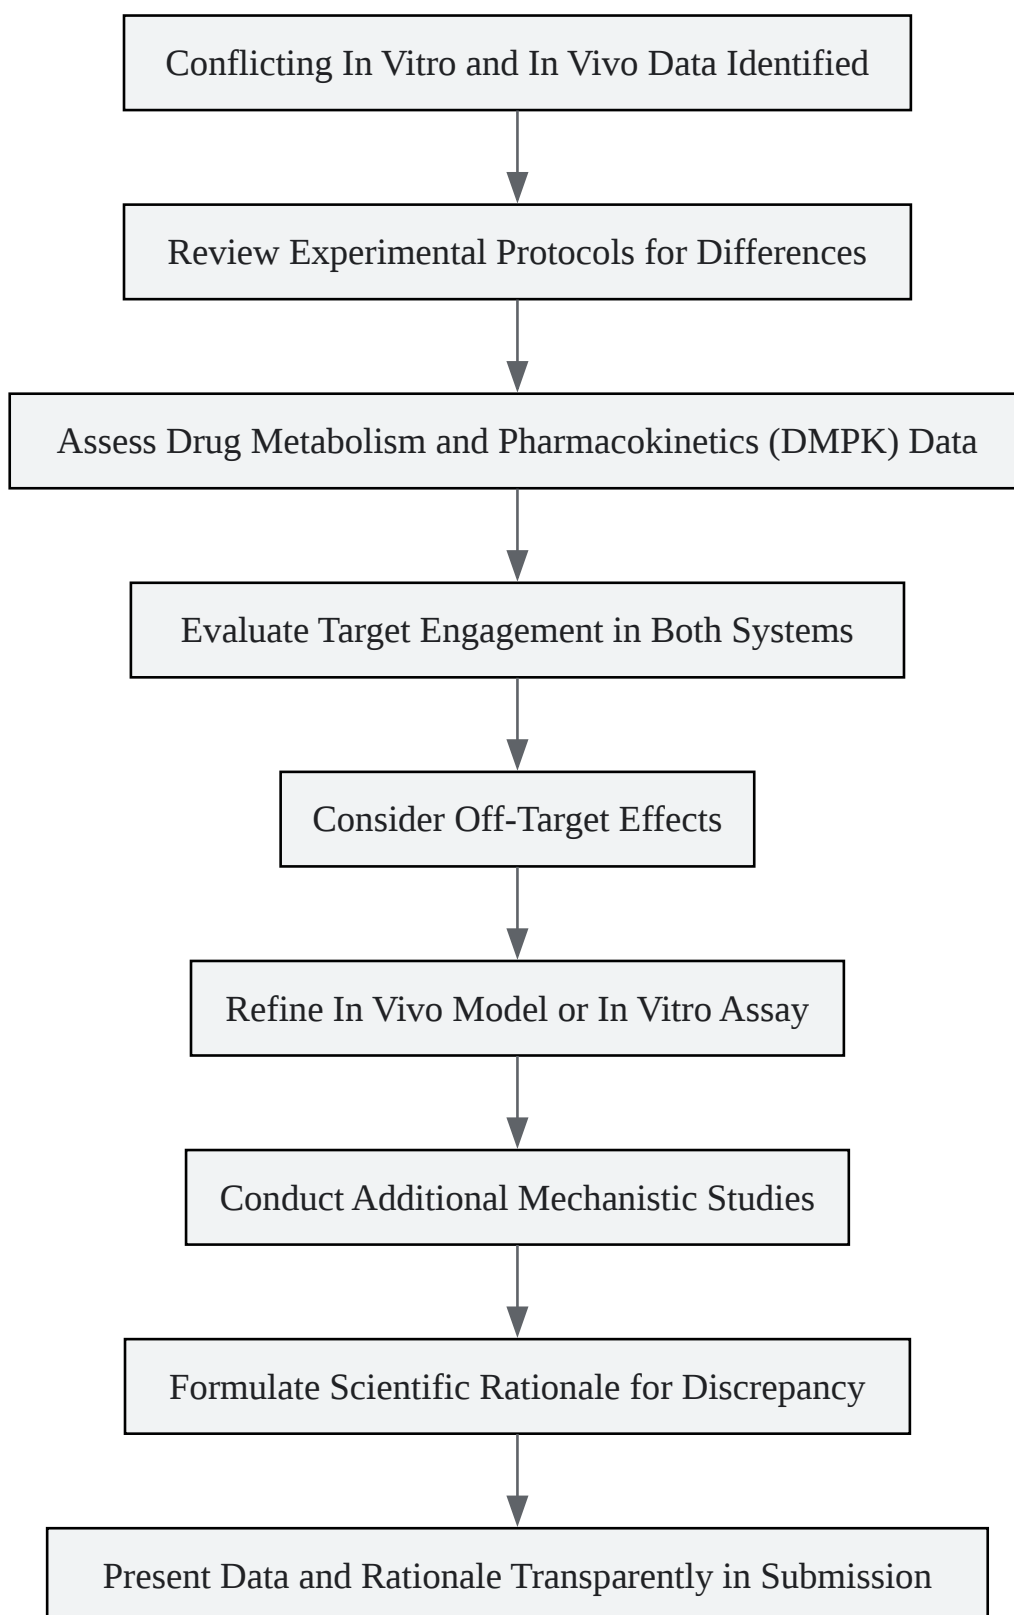 Conflicting In Vitro and In Vivo Data Identified
Review Experimental Protocols for Differences
Assess Drug Metabolism and Pharmacokinetics (DMPK) Data
Evaluate Target Engagement in Both Systems
Consider Off-Target Effects
Refine In Vivo Model or In Vitro Assay
Conduct Additional Mechanistic Studies
Formulate Scientific Rationale for Discrepancy
Present Data and Rationale Transparently in Submission